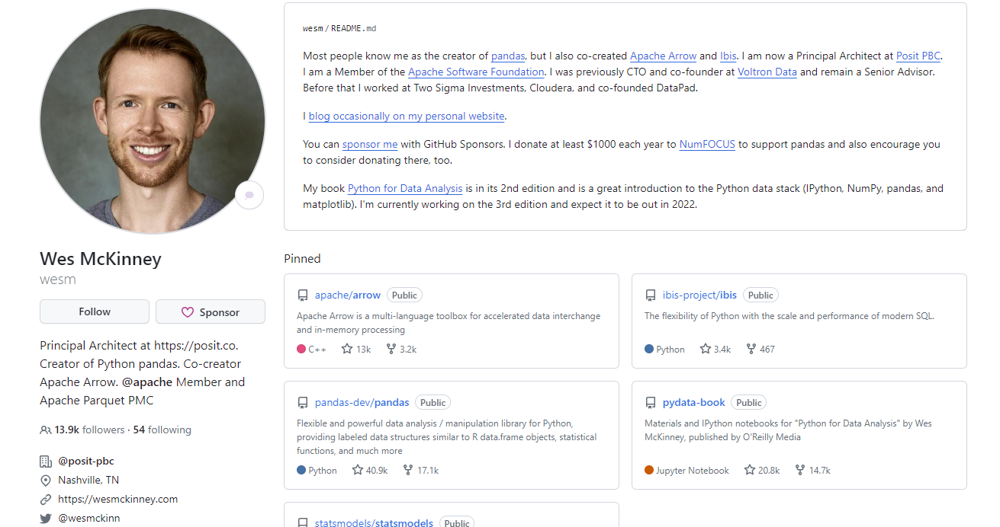 wesm / README.md
Most people know me as the creator of pandas, but I also co-created Apache Arrow and Ibis. I am now a Principal Architect at Posit PBC.
I am a Member of the Apache Software Foundation. I was previously CTO and co-founder at Voltron Data and remain a Senior Advisor.
Before that I worked at Two Sigma Investments, Cloudera, and co-founded DataPad.
I blog occasionally on my personal website.
You can sponsor me with GitHub Sponsors. I donate at least $1000 each year to NumFOCUS to support pandas and also encourage you
to consider donating there, too.
My book Python for Data Analysis is in its 2nd edition and is a great introduction to the Python data stack (IPython, NumPy, pandas, and
matplotlib). I'm currently working on the 3rd edition and expect it to be out in 2022.
Wes McKinney
wesm
Follow
Sponsor
Principal Architect at https://posit.co.
Creator of Python pandas. Co-creator
Apache Arrow. @apache Member and
Apache Parquet PMC
13.9k followers · 54 following
@posit-pbc
Nashville, TN
https://wesmckinney.com
@wesmckinn
Pinned
apache/arrow Public
Apache Arrow is a multi-language toolbox for accelerated data interchange
and in-memory processing
C++ 13k 3.2k
ibis-project/ibis Public
The flexibility of Python with the scale and performance of modern SQL.
Python 3.4k 467
pandas-dev/pandas Public
Flexible and powerful data analysis / manipulation library for Python,
providing labeled data structures similar to R data.frame objects, statistical
functions, and much more
Python 40.9k 17.1k
pydata-book Public
Materials and IPython notebooks for "Python for Data Analysis" by Wes
McKinney, published by O'Reilly Media
Jupyter Notebook 20.8k 14.7k
statsmodels/statsmodels Public